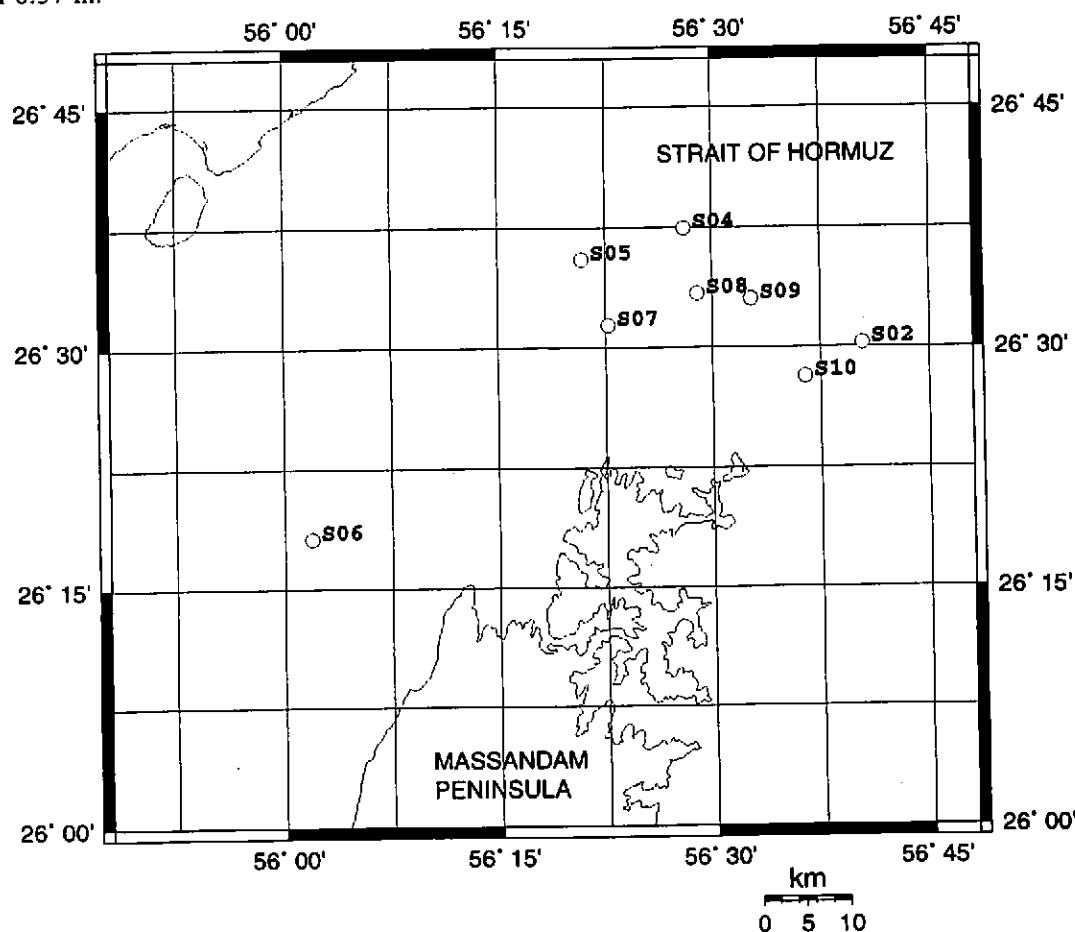 56° 00' 56° 15' 56° 30' 56° 45'
26° 45' 26° 45'
STRAIT OF HORMUZ
S04
S05
S08 S09
S07
S02
26° 30' 26° 30'
S10
S06
26° 15' 26° 15'
MASSANDAM
PENINSULA
26° 00' 26° 00'
56° 00' 56° 15' 56° 30' 56° 45'
km
0 5 10